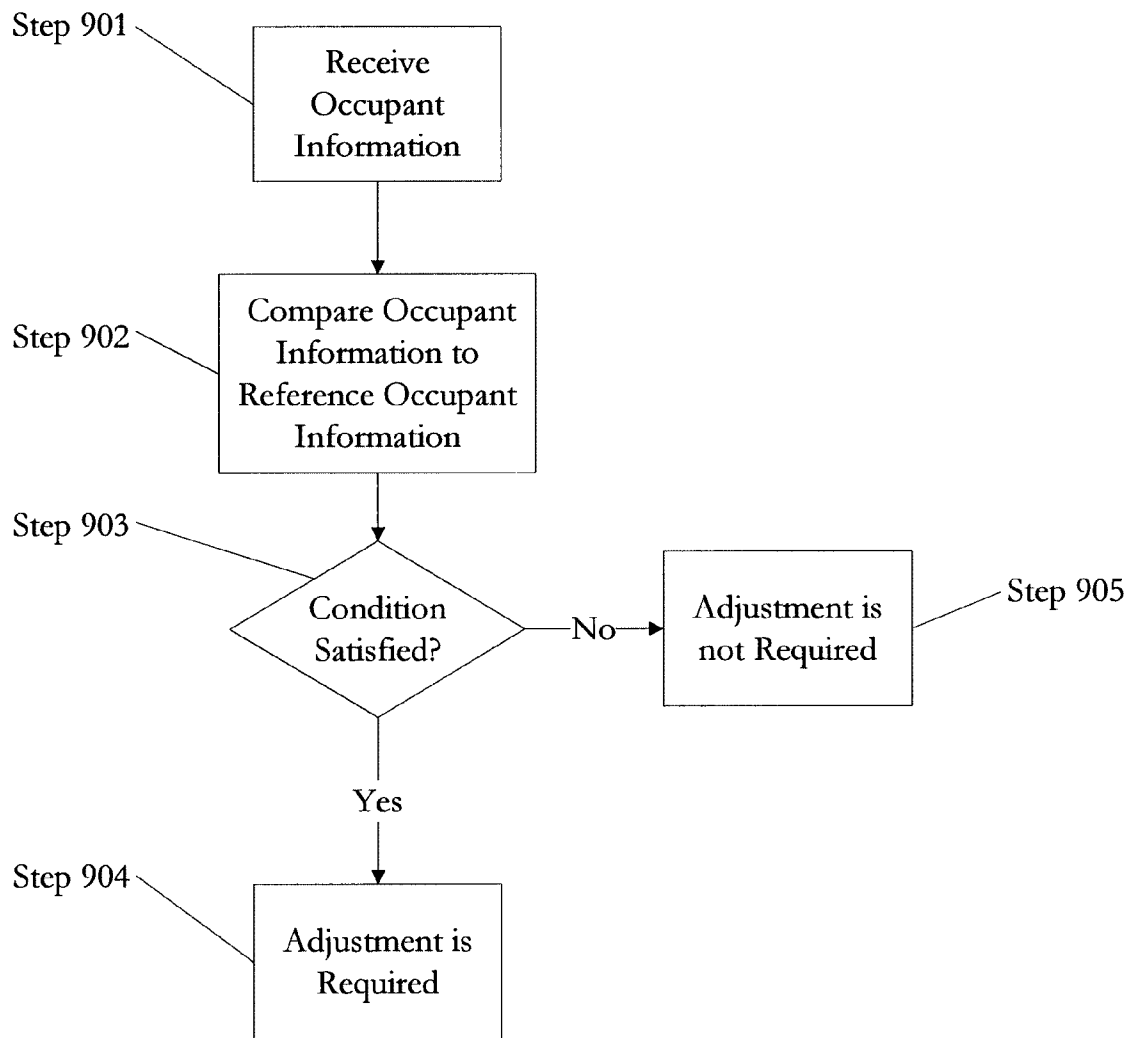 Step 901
Receive
Occupant
Information
Step 902
Compare Occupant
Information to
Reference Occupant
Information
Step 903
Condition
Satisfied?
No
Adjustment is
not Required
Step 905
Yes
Step 904
Adjustment is
Required